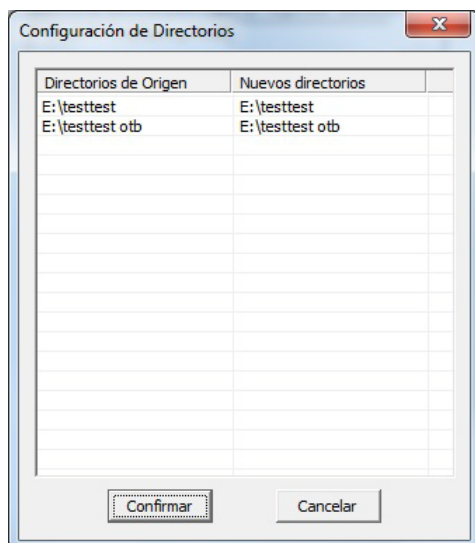 Configuración de Directorios
Directorios de Origen Nuevos directorios
E:\testtest E:\testtest
E:\testtest otb E:\testtest otb
Confirmar Cancelar